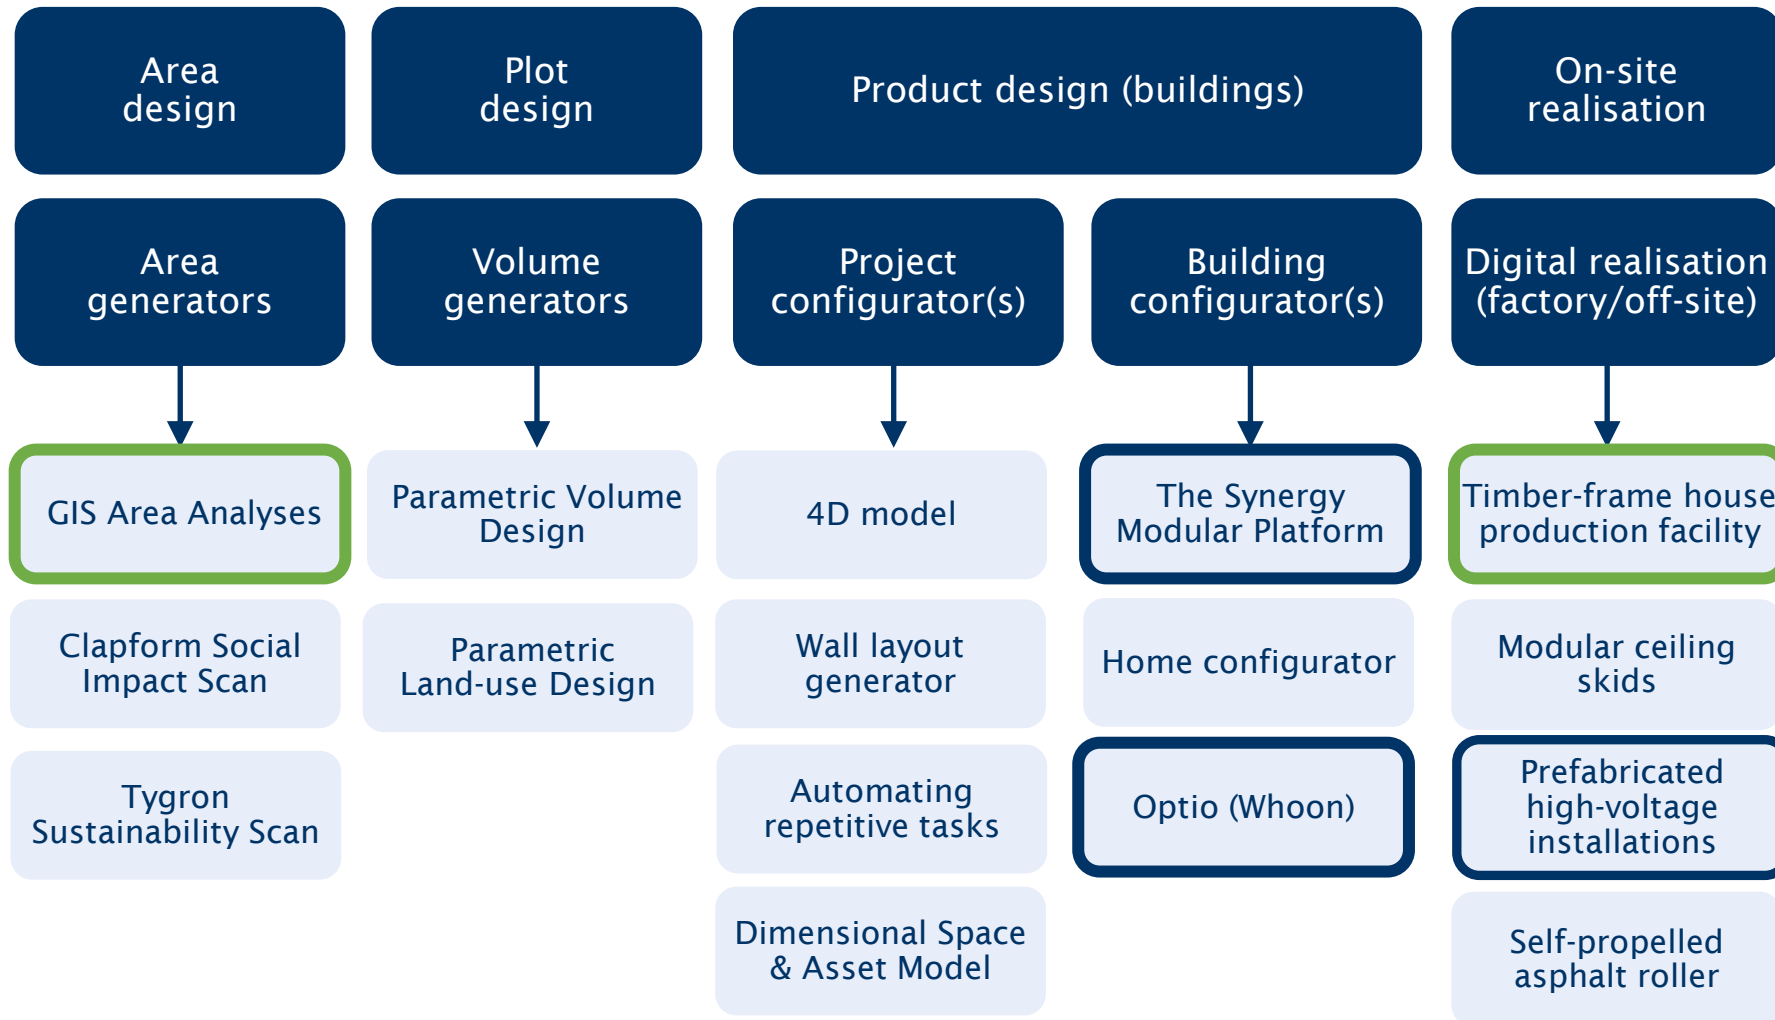 Area
design
Plot
design
Product design (buildings)
On-site
realisation
Area
generators
Volume
generators
Project
configurator(s)
Building
configurator(s)
Digital realisation
(factory/off-site)
GIS Area Analyses
Parametric Volume
Design
4D model
The Synergy
Modular Platform
Timber-frame house
production facility
Clapform Social
Impact Scan
Parametric
Land-use Design
Wall layout
generator
Home configurator
Modular ceiling
skids
Tygron
Sustainability Scan
Automating
repetitive tasks
Optio (Whoon)
Prefabricated
high-voltage
installations
Dimensional Space
& Asset Model
Self-propelled
asphalt roller